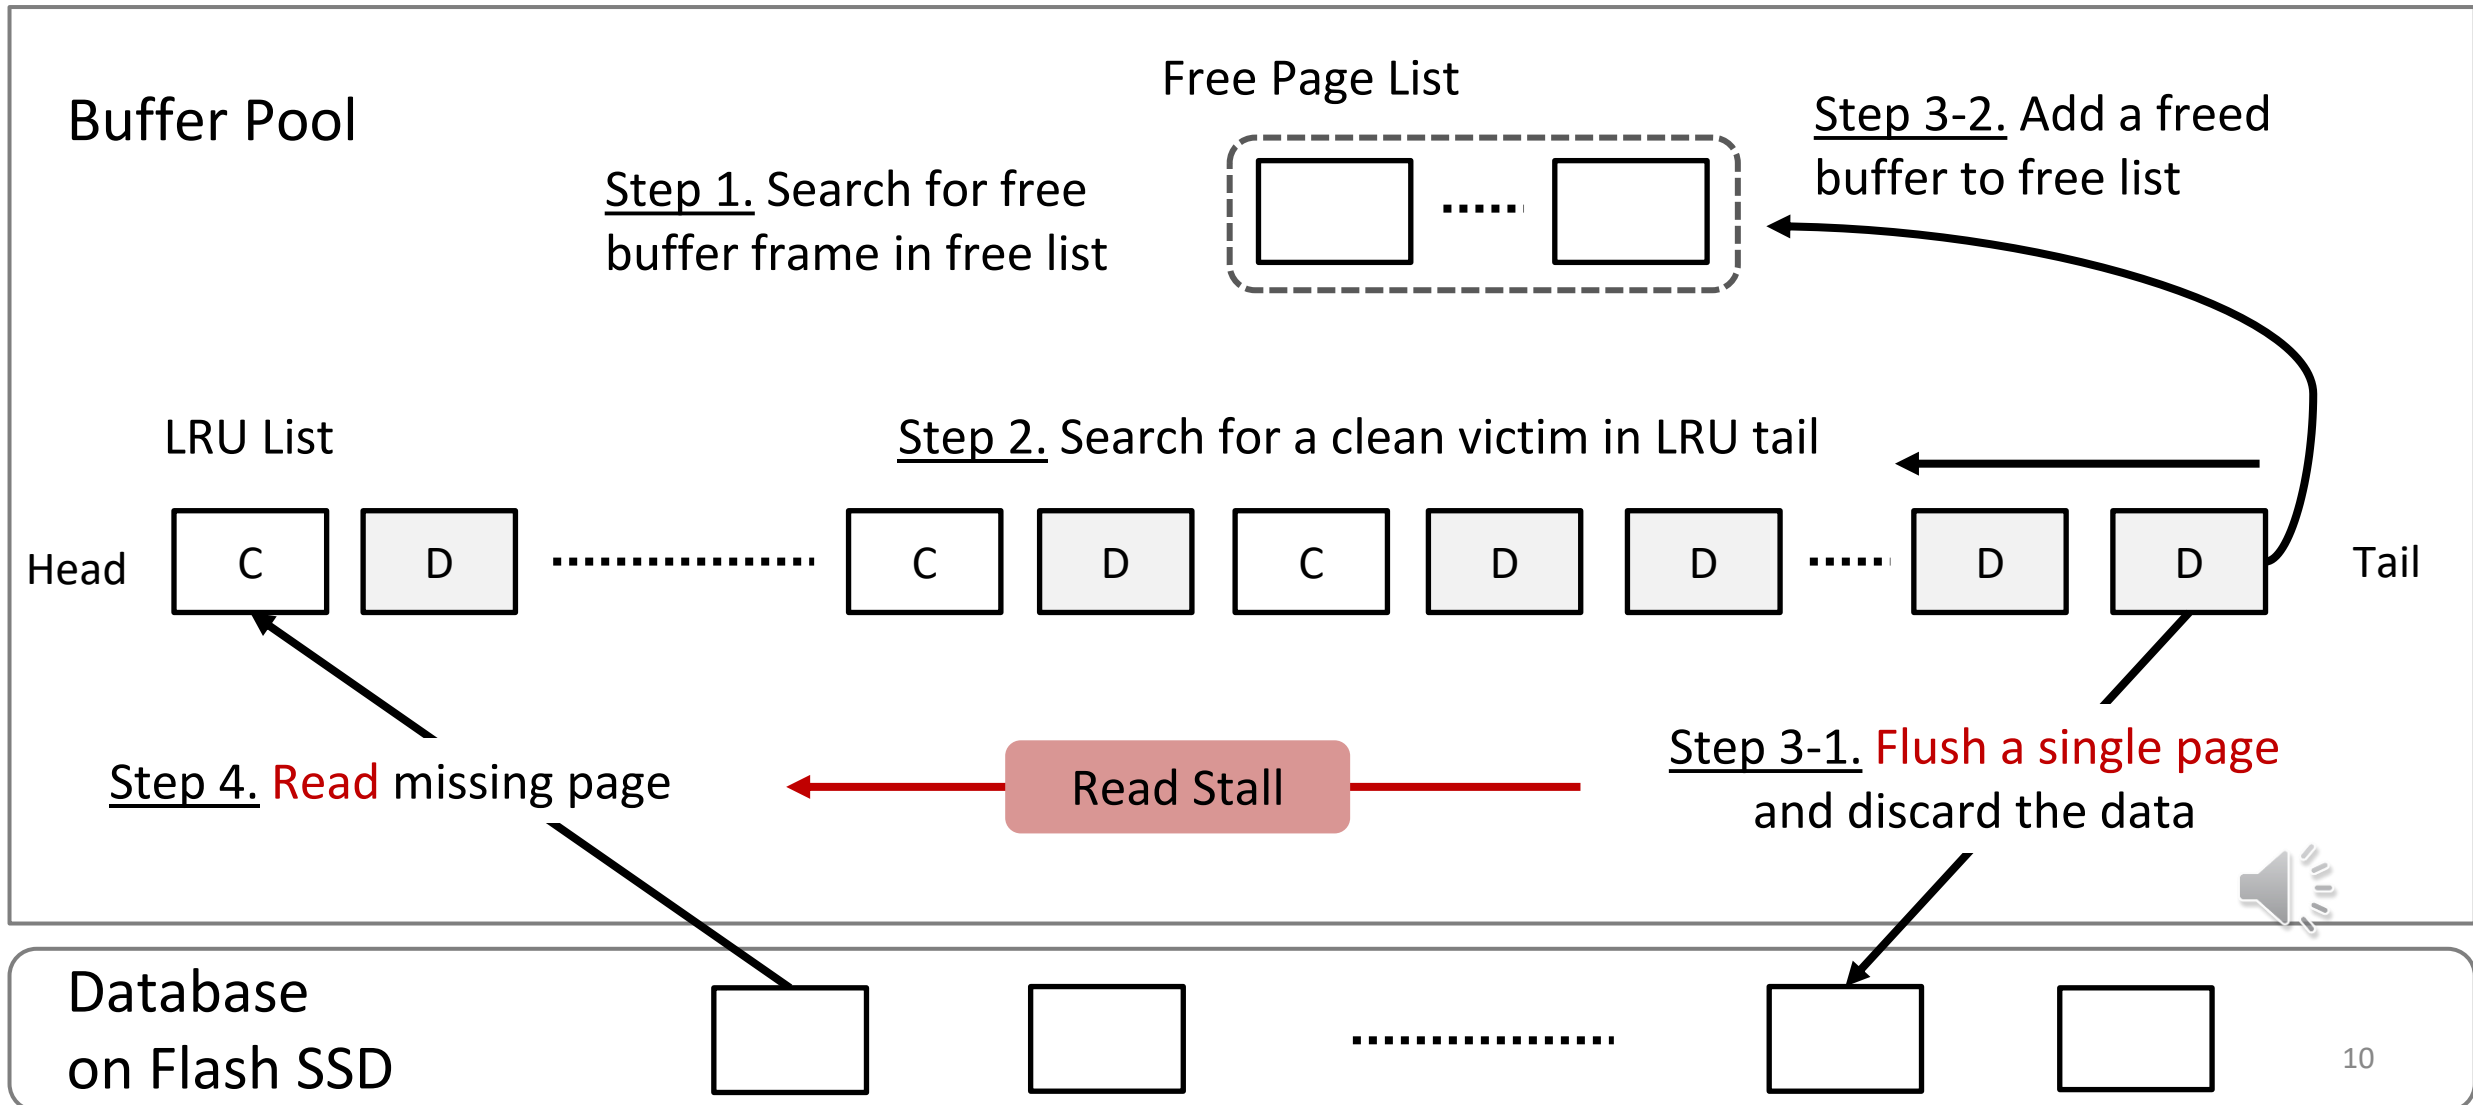 Buffer Pool
Free Page List
Step 1. Search for free
buffer frame in free list
Step 3-2. Add a freed
buffer to free list
LRU List
Step 2. Search for a clean victim in LRU tail
Head
C
D
C
D
C
D
D
D
D
Tail
Step 4. Read missing page
Read Stall
Step 3-1. Flush a single page
and discard the data
Database
on Flash SSD
10